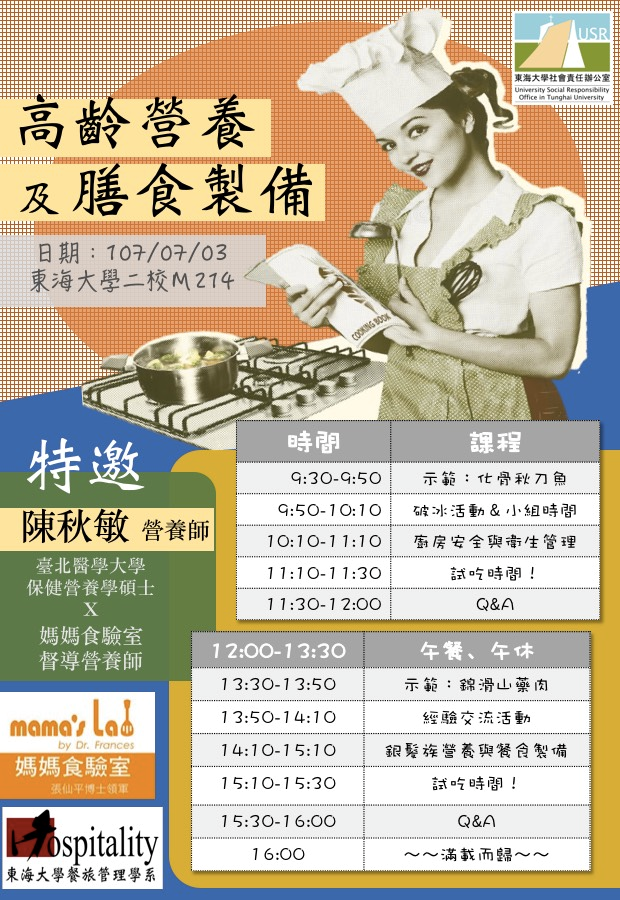 USR
東海大學社會責任辦公室
University Social Responsibility
Office in Tunghai University
高齡營養
及膳食製備
日期：107/07/03
東海大學二校M214
COOKING BOOK
特邀
陳秋敏 營養師
臺北醫學大學
保健營養學碩士
X
媽媽食驗室
督導營養師
時間 課程
9:30-9:50 示範：化骨秋刀魚
9:50-10:10 破冰活動＆小組時間
10:10-11:10 廚房安全與衛生管理
11:10-11:30 試吃時間！
11:30-12:00 Q&A
12:00-13:30 午餐、午休
13:30-13:50 示範：錦滑山藥肉
13:50-14:10 經驗交流活動
14:10-15:10 銀髮族營養與餐食製備
15:10-15:30 試吃時間！
15:30-16:00 Q&A
16:00 ～～滿載而歸～～
mama's Lab
by Dr. Frances
媽媽食驗室
張仙平博士領軍
Hospitality
東海大學餐旅管理學系